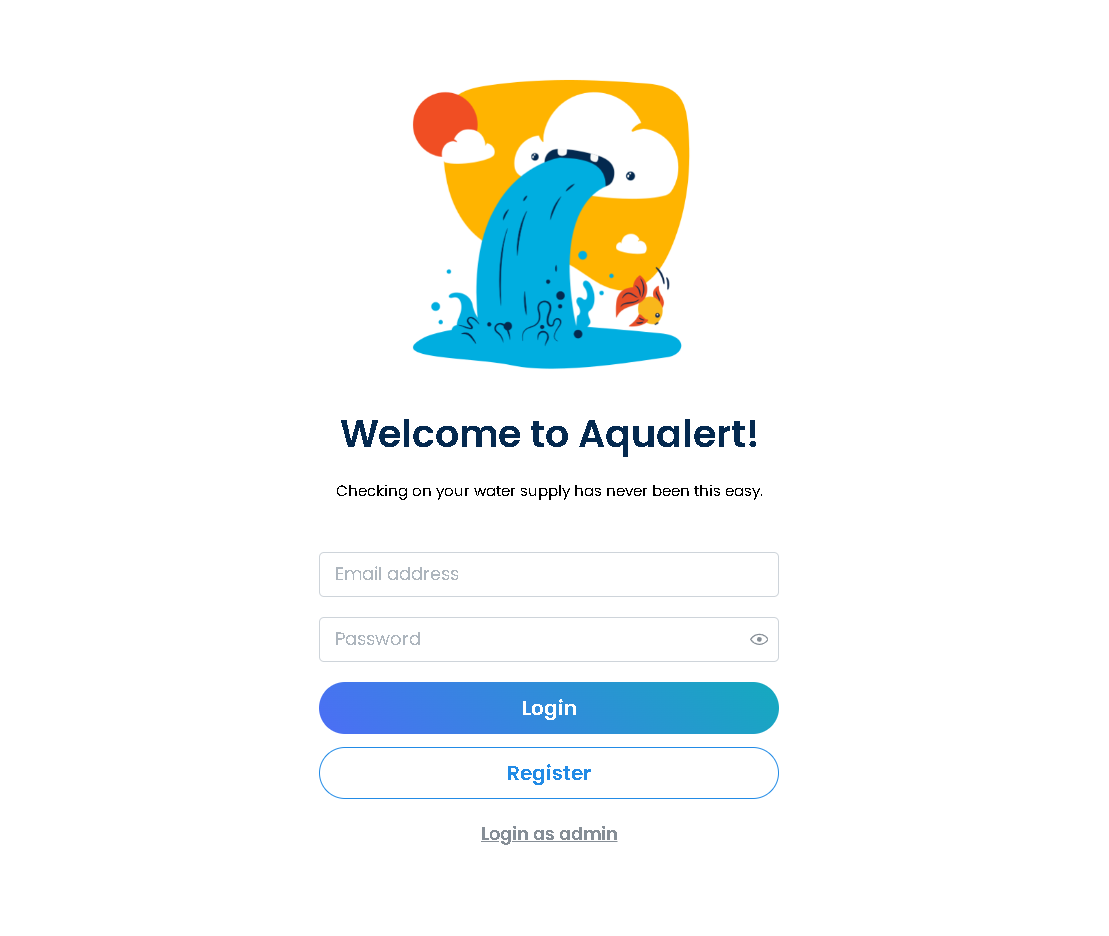 Welcome to Aqualert!
Checking on your water supply has never been this easy.
Email address
Password
Login
Register
Login as admin